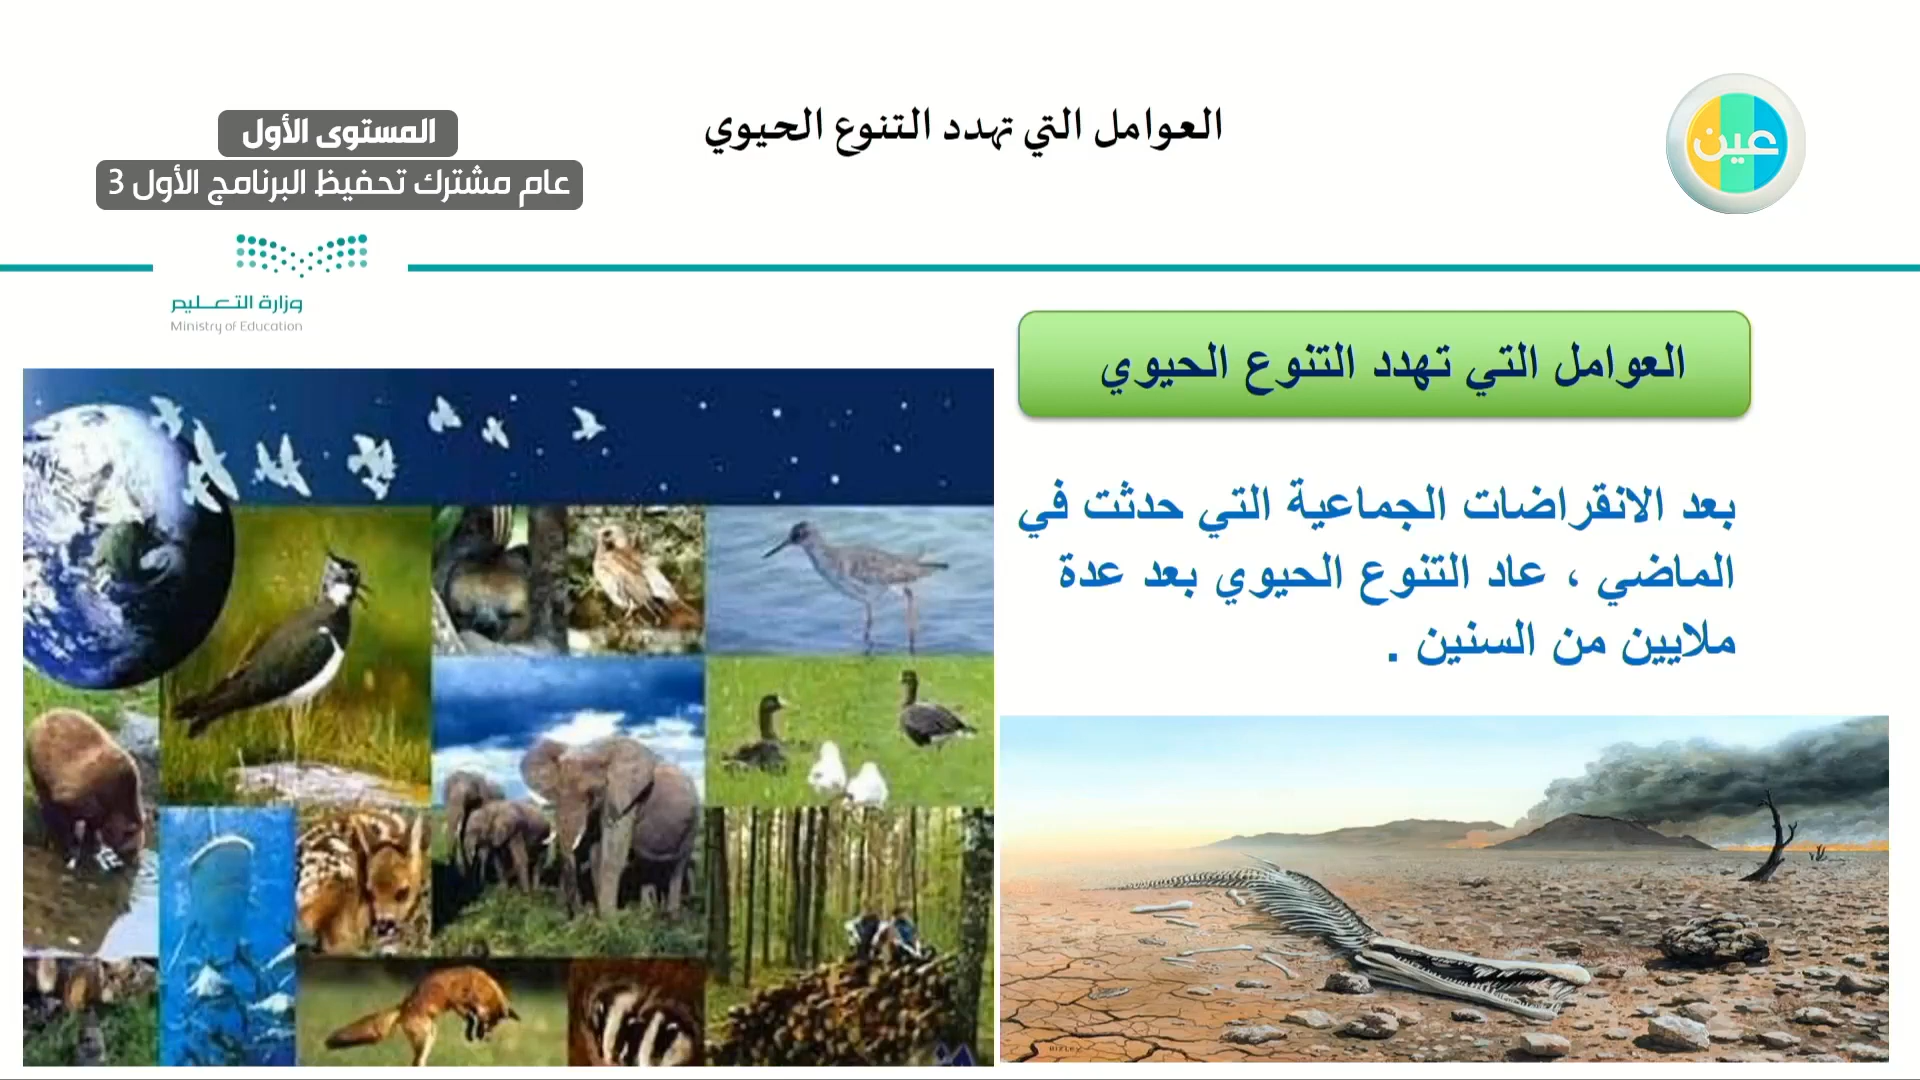 العوامل التي تهدد التنوع الحيوي
المستوى الأول
عام مشترك تحفيظ البرنامج الأول 3
عين
وزارة التعليم
Ministry of Education
العوامل التي تهدد التنوع الحيوي
بعد الانقراضات الجماعية التي حدثت في
الماضي ، عاد التنوع الحيوي بعد عدة
ملايين من السنين .